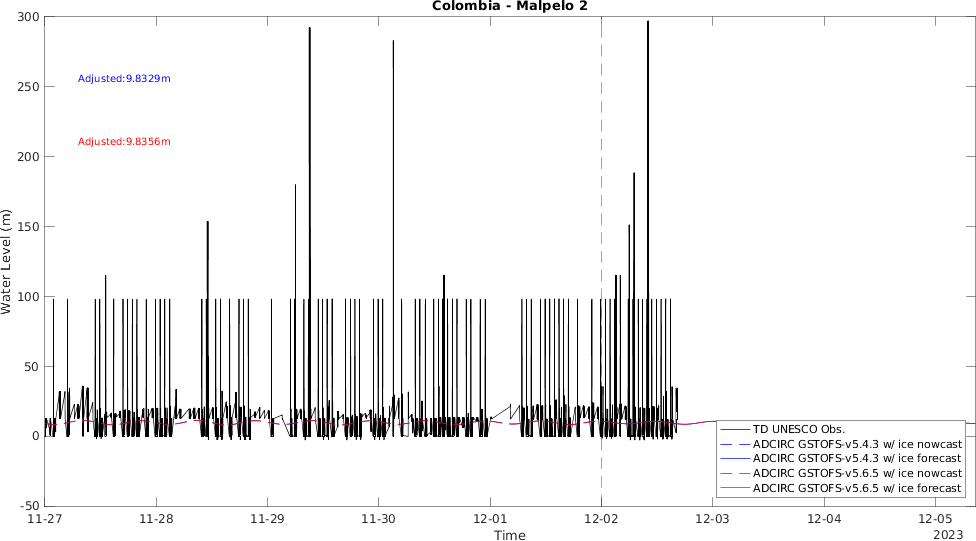 Colombia - Malpelo 2
300
250
200
150
100
50
0
-50
Water Level (m)
Adjusted:9.8329m
Adjusted:9.8356m
TD UNESCO Obs.
ADCIRC GSTOFS-v5.4.3 w/ ice nowcast
ADCIRC GSTOFS-v5.4.3 w/ ice forecast
ADCIRC GSTOFS-v5.6.5 w/ ice nowcast
ADCIRC GSTOFS-v5.6.5 w/ ice forecast
11-27 11-28 11-29 11-30 12-01 12-02 12-03 12-04 12-05
Time
2023